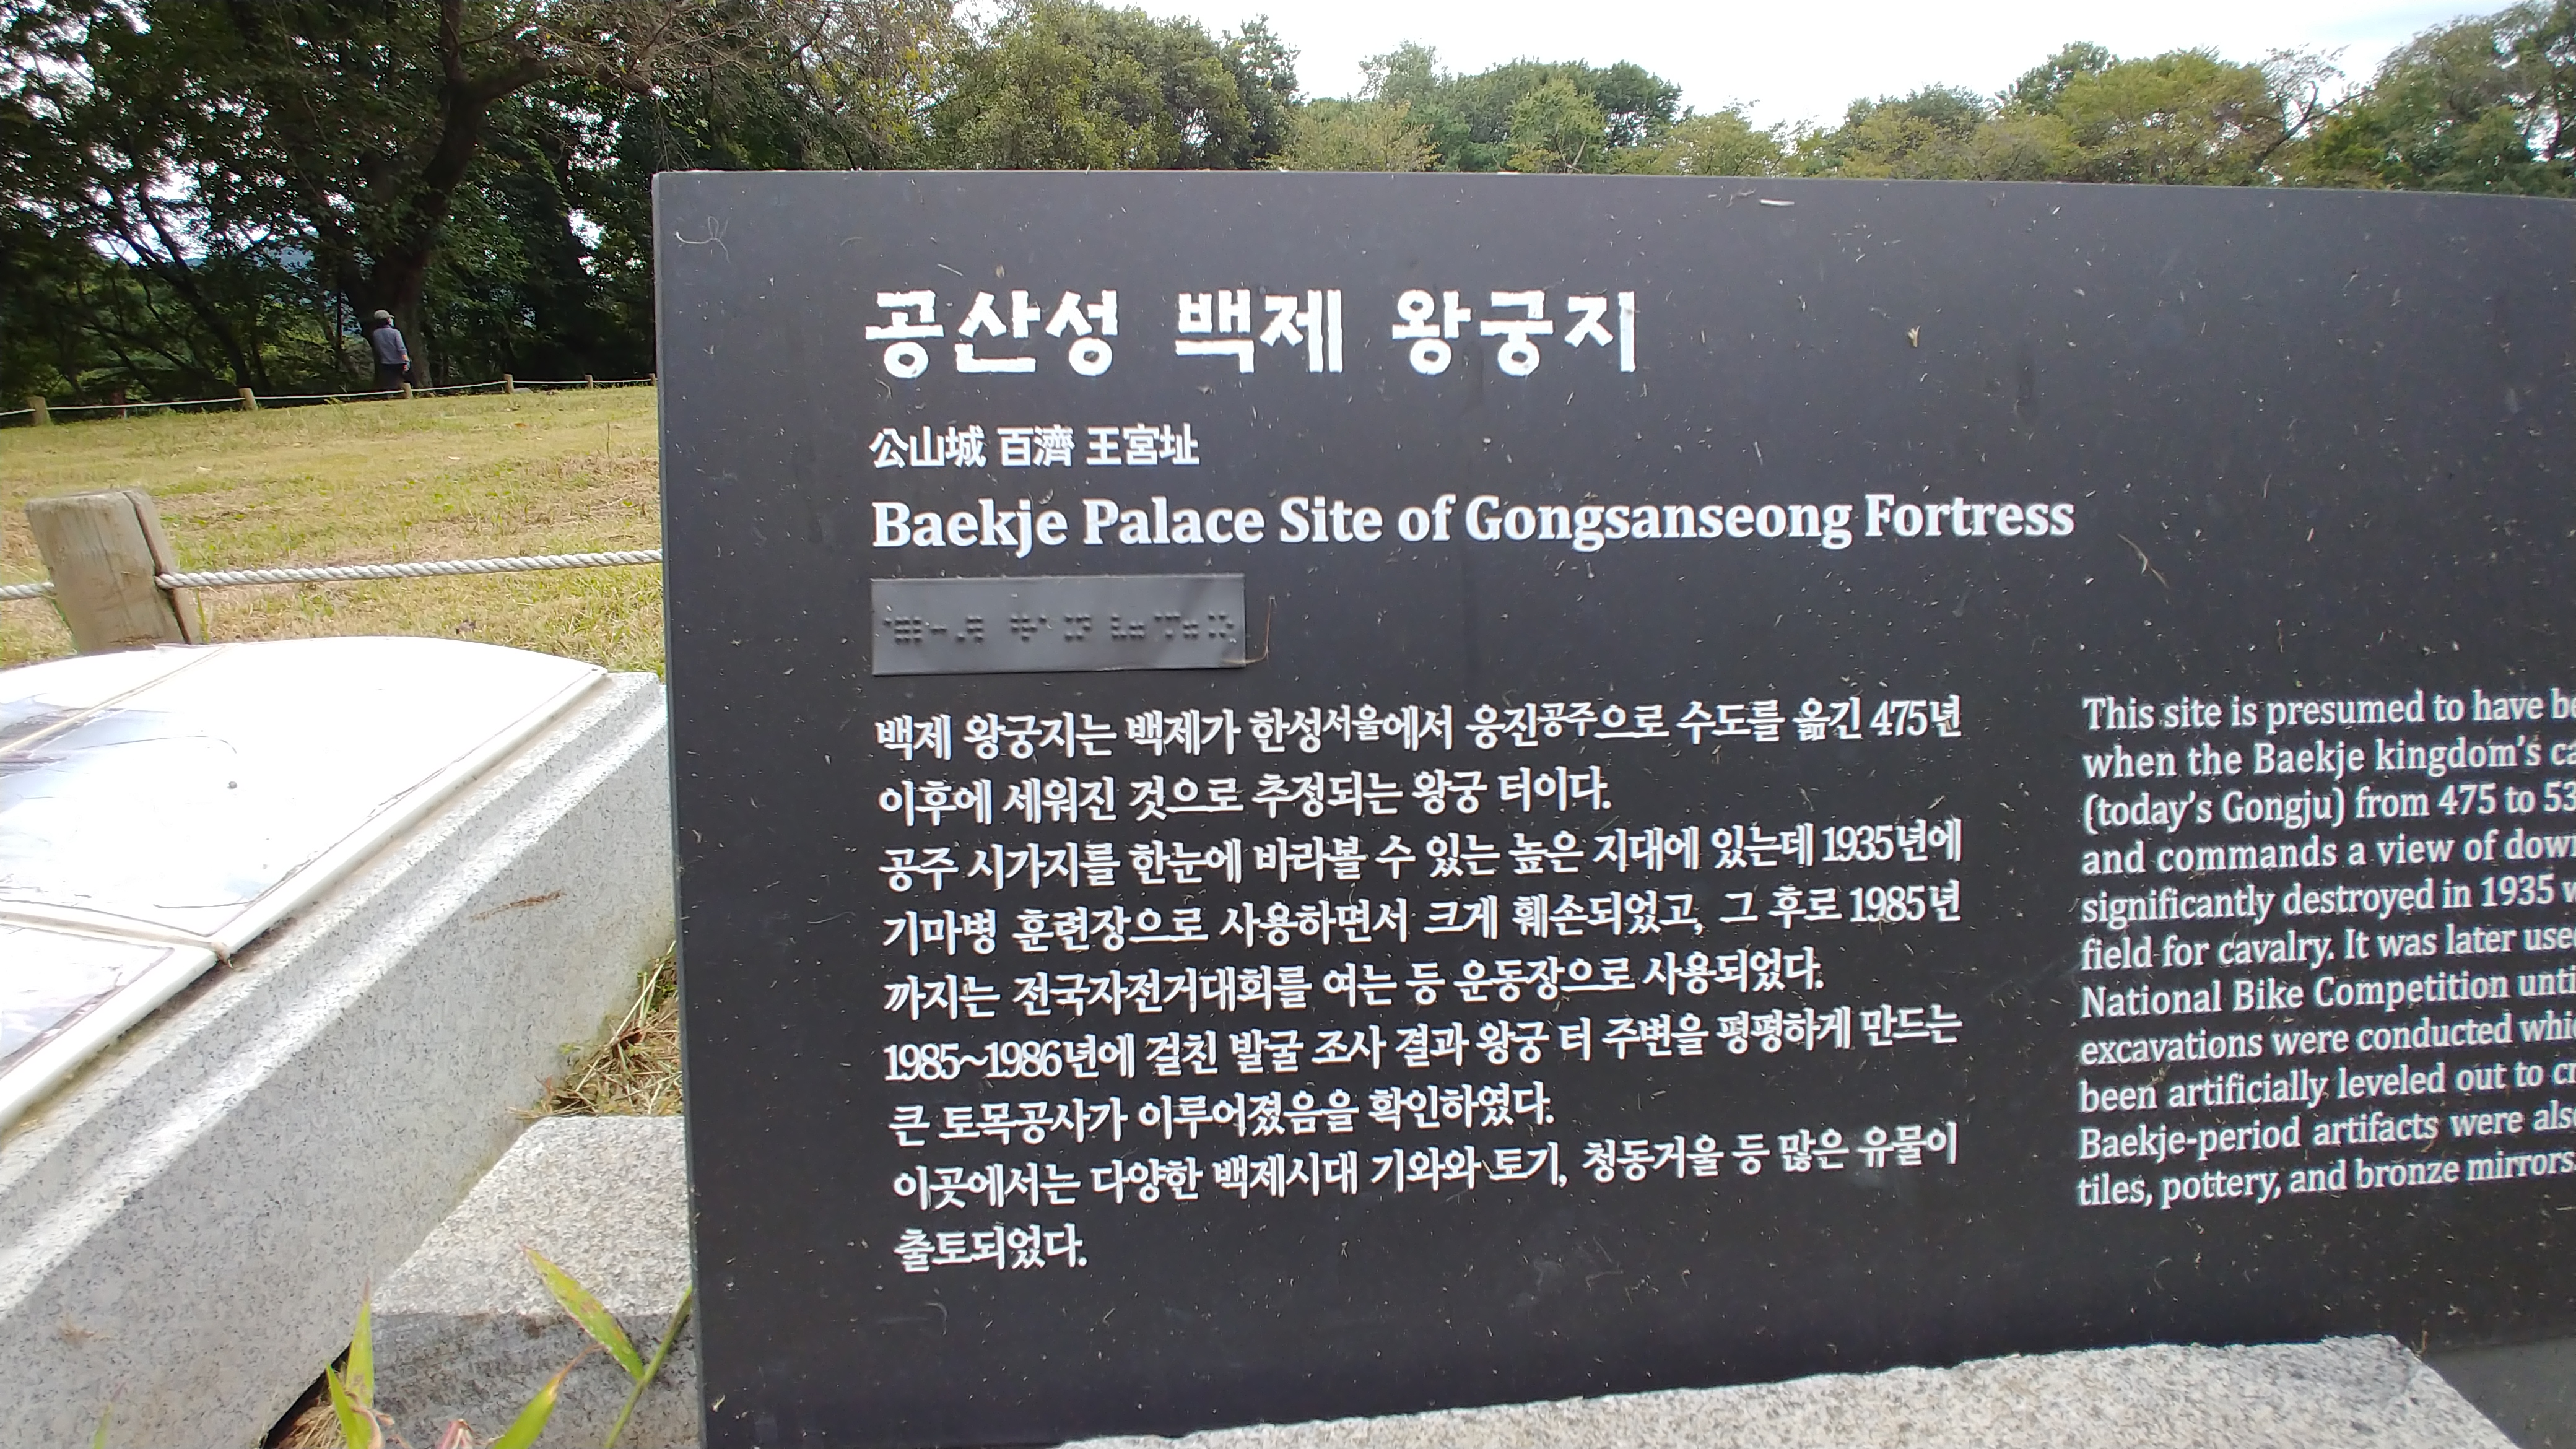 공산성 백제 왕궁지
公山城 百濟 王宮址
Baekje Palace Site of Gongsanseong Fortress
백제 왕궁지는 백제가 한성서울에서 웅진공주으로 수도를 옮긴 475년
이후에 세워진 것으로 추정되는 왕궁 터이다.
공주 시가지를 한눈에 바라볼 수 있는 높은 지대에 있는데 1935년에
기마병 훈련장으로 사용하면서 크게 훼손되었고, 그 후로 1985년
까지는 전국자전거대회를 여는 등 운동장으로 사용되었다.
1985~1986년에 걸친 발굴 조사 결과 왕궁 터 주변을 평평하게 만드는
큰 토목공사가 이루어졌음을 확인하였다.
이곳에서는 다양한 백제시대 기와와 토기, 청동거울 등 많은 유물이
출토되었다.
This site is presumed to have
when the Baekje kingdom's
(today's Gongju) from 475 to
and commands a view of
significantly destroyed in 1935
field for cavalry. It was later
National Bike Competition
excavations were conducted
been artificially leveled out to
Baekje-period artifacts were
tiles, pottery, and bronze mirrors